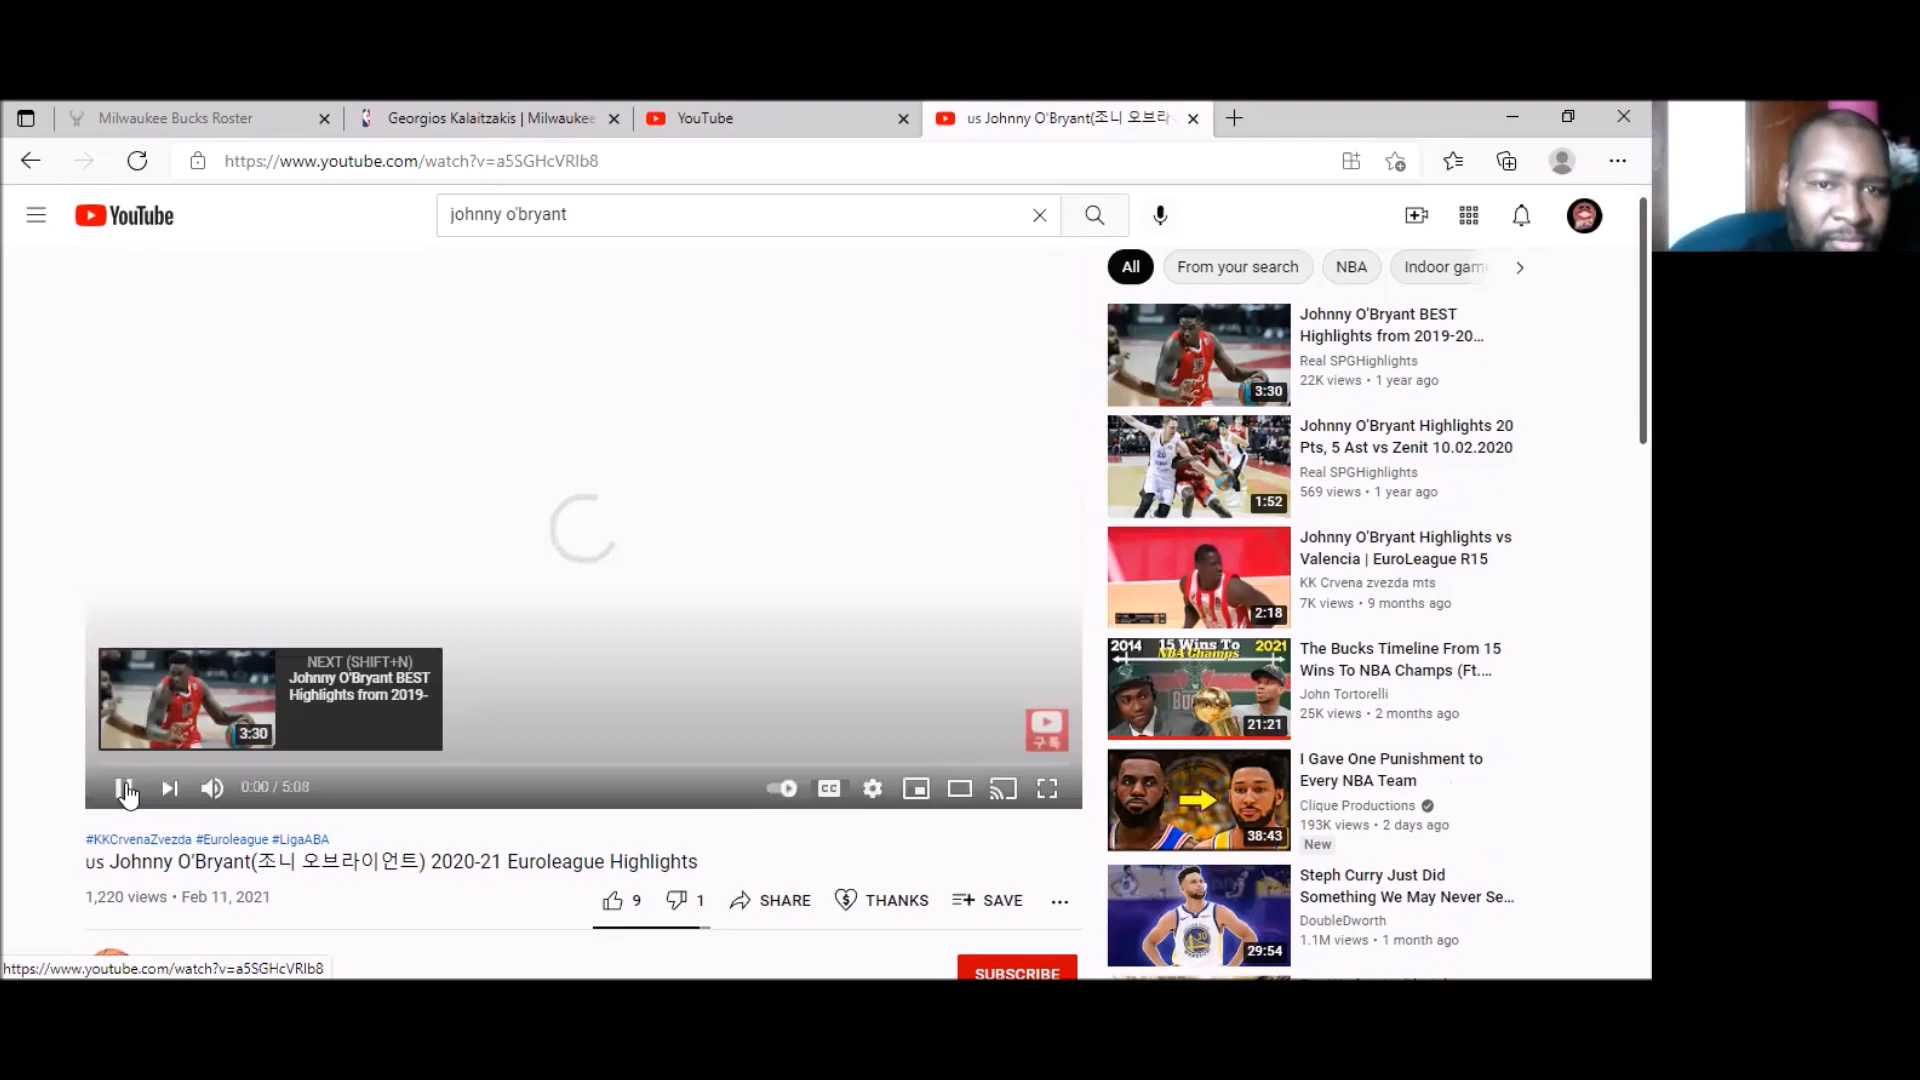 Milwaukee Bucks Roster
Georgios Kalaitzakis | Milwaukee
YouTube
us Johnny O'Bryant(조니 오브라
https://www.youtube.com/watch?v=a5SGHcVRIb8
YouTube
johnny o'bryant
All
From your search
NBA
Indoor gam
Johnny O'Bryant BEST
Highlights from 2019-20...
Real SPGHighlights
22K views • 1 year ago
3:30
Johnny O'Bryant Highlights 20
Pts, 5 Ast vs Zenit 10.02.2020
Real SPGHighlights
569 views • 1 year ago
1:52
Johnny O'Bryant Highlights vs
Valencia | EuroLeague R15
KK Crvena zvezda mts
7K views • 9 months ago
2:18
2014 15 Wins To 2021
NBA Champs
21:21
The Bucks Timeline From 15
Wins To NBA Champs (Ft....
John Tortorelli
25K views • 2 months ago
I Gave One Punishment to
Every NBA Team
Clique Productions
193K views • 2 days ago
New
38:43
Steph Curry Just Did
Something We May Never Se...
DoubleDworth
1.1M views • 1 month ago
29:54
NEXT (SHIFT+N)
Johnny O'Bryant BEST
Highlights from 2019-
3:30
구독
0:00 / 5:08
CC
#KKCrvenaZvezda #Euroleague #LigaABA
us Johnny O'Bryant(조니 오브라이언트) 2020-21 Euroleague Highlights
1,220 views • Feb 11, 2021
9
1
SHARE
THANKS
SAVE
SUBSCRIBE
https://www.youtube.com/watch?v=a5SGHcVRIb8